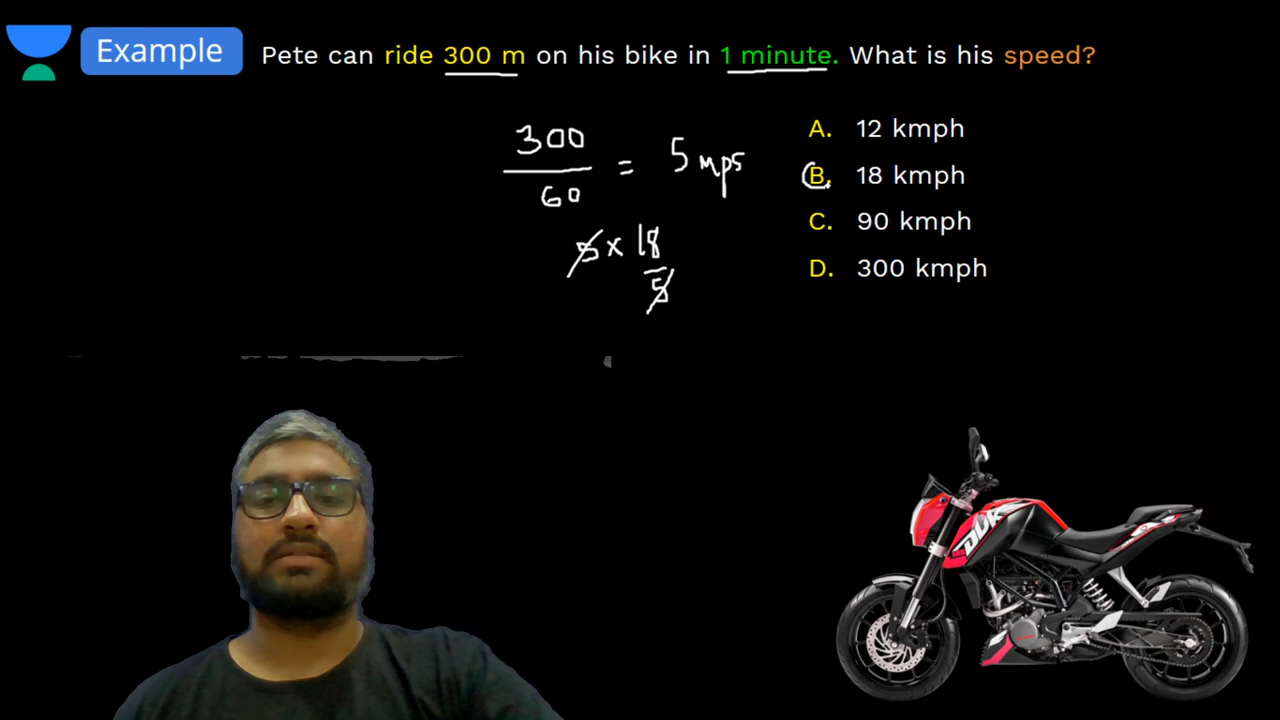 Example
Pete can ride 300 m on his bike in 1 minute. What is his speed?
300
60
= 5 mps
5 x 18
5
A. 12 kmph
B. 18 kmph
C. 90 kmph
D. 300 kmph
DUK